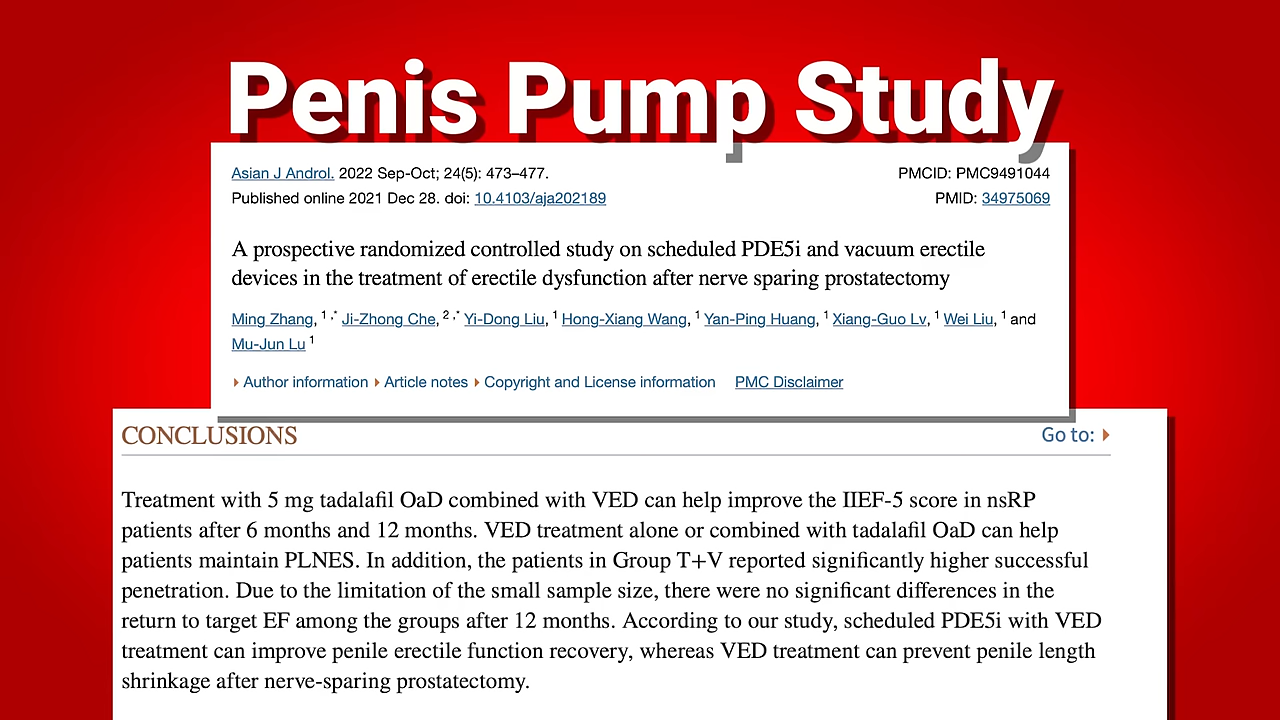 Penis Pump Study
Asian J Androl. 2022 Sep-Oct; 24(5): 473–477.
PMCID: PMC9491044
Published online 2021 Dec 28. doi: 10.4103/aja202189
PMID: 34975069
A prospective randomized controlled study on scheduled PDE5i and vacuum erectile
devices in the treatment of erectile dysfunction after nerve sparing prostatectomy
Ming Zhang, 1,* Ji-Zhong Che, 2,* Yi-Dong Liu, 1 Hong-Xiang Wang, 1 Yan-Ping Huang, 1 Xiang-Guo Lv, 1 Wei Liu, 1 and
Mu-Jun Lu 1
Author information Article notes Copyright and License information PMC Disclaimer
CONCLUSIONS
Go to:
Treatment with 5 mg tadalafil OaD combined with VED can help improve the IIEF-5 score in nsRP
patients after 6 months and 12 months. VED treatment alone or combined with tadalafil OaD can help
patients maintain PLNES. In addition, the patients in Group T+V reported significantly higher successful
penetration. Due to the limitation of the small sample size, there were no significant differences in the
return to target EF among the groups after 12 months. According to our study, scheduled PDE5i with VED
treatment can improve penile erectile function recovery, whereas VED treatment can prevent penile length
shrinkage after nerve-sparing prostatectomy.